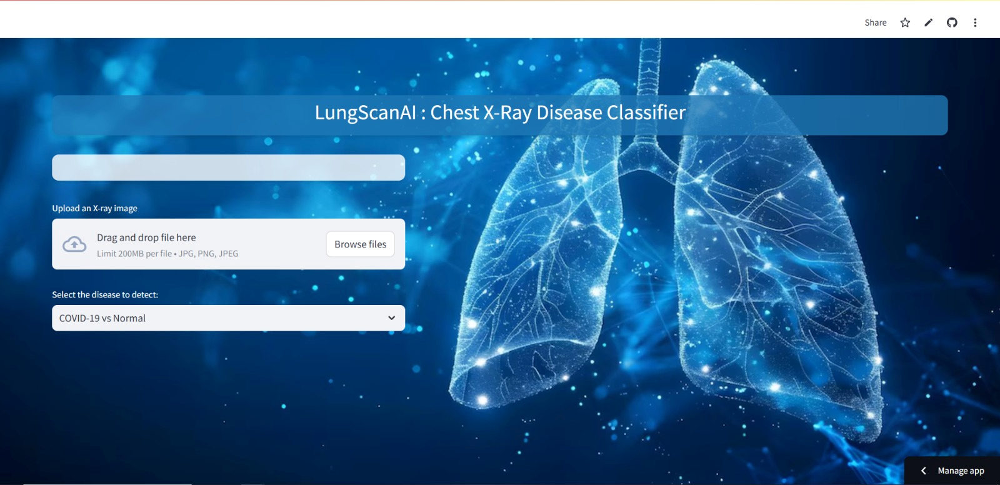 Share
LungScanAI : Chest X-Ray Disease Classifier
Upload an X-ray image
Drag and drop file here
Limit 200MB per file • JPG, PNG, JPEG
Browse files
Select the disease to detect:
COVID-19 vs Normal
Manage app